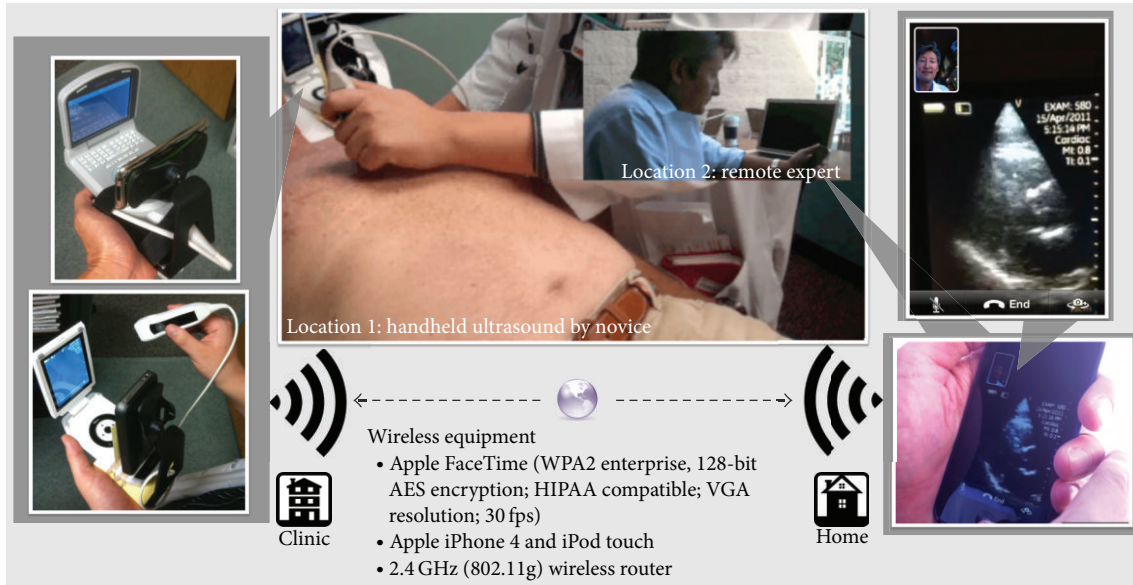 Location 1: handheld ultrasound by novice
Location 2: remote expert
V
EXAM: 580
15/Apr/2011
5:15:14 PM
Cardiac
MI: 0.8
TI: 0.1
End
End
Clinic
Home
Wireless equipment
• Apple FaceTime (WPA2 enterprise, 128-bit
AES encryption; HIPAA compatible; VGA
resolution; 30 fps)
• Apple iPhone 4 and iPod touch
• 2.4 GHz (802.11g) wireless router